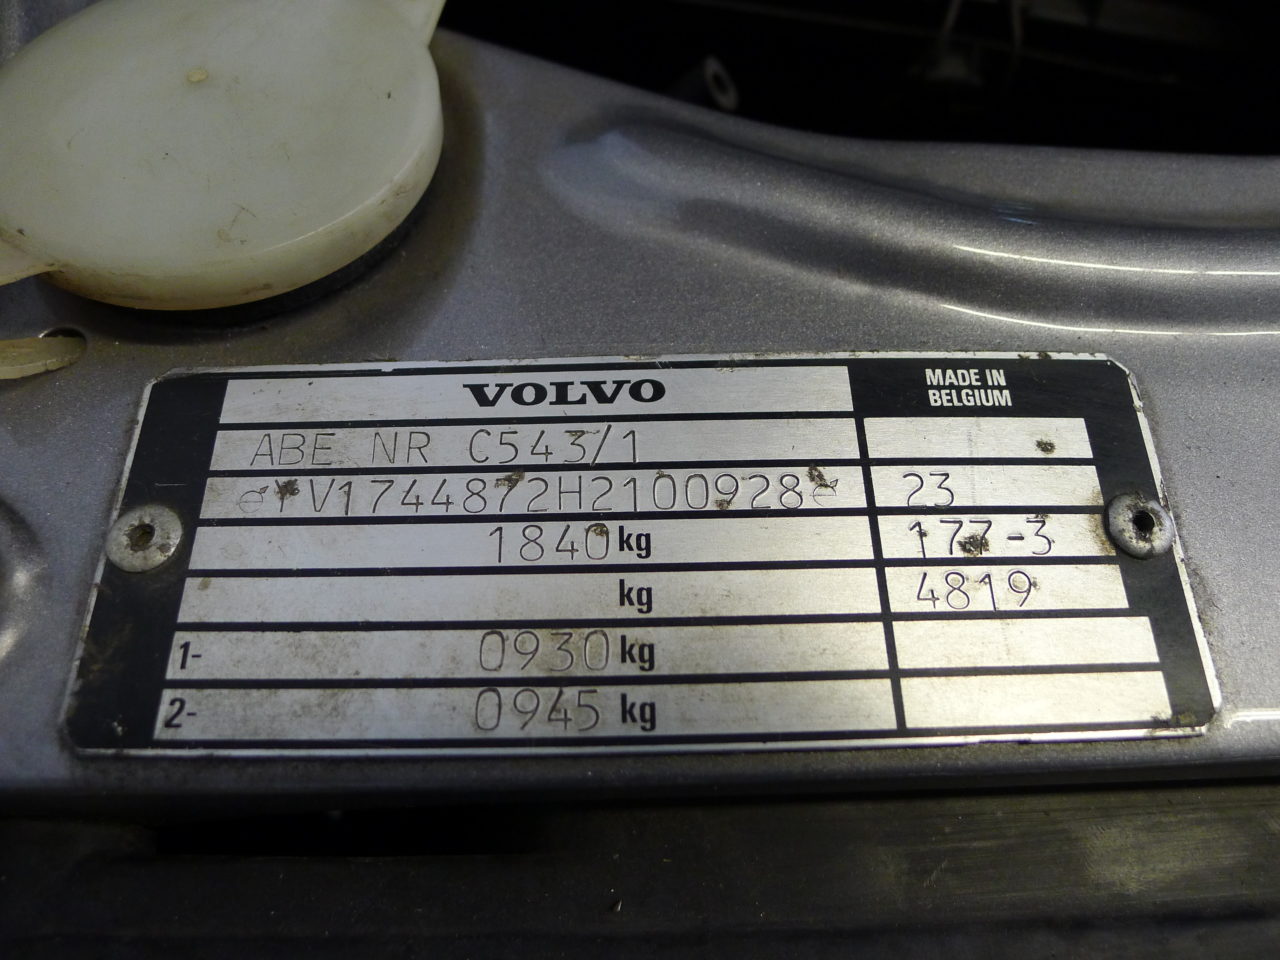 VOLVO
MADE IN
BELGIUM
ABE NR C543/1
YV1744872H2100928 23
1840 kg 177-3
kg 4819
1- 0930 kg
2- 0945 kg